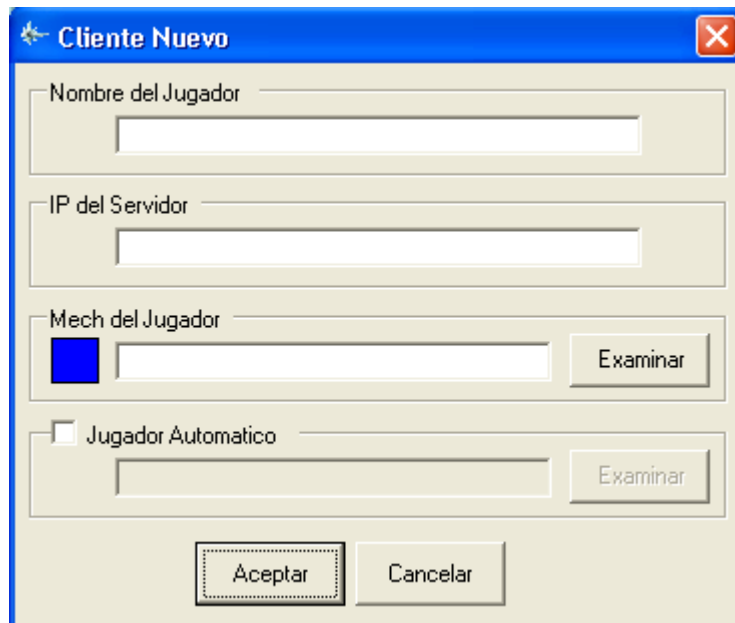 Cliente Nuevo
Nombre del Jugador
IP del Servidor
Mech del Jugador
Examinar
Jugador Automatico
Examinar
Aceptar Cancelar